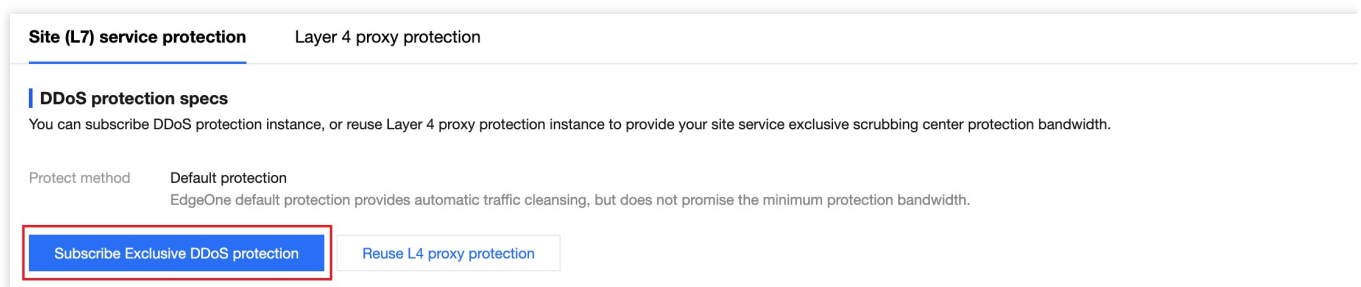 Site (L7) service protection Layer 4 proxy protection
DDoS protection specs
You can subscribe DDoS protection instance, or reuse Layer 4 proxy protection instance to provide your site service exclusive scrubbing center protection bandwidth.
Protect method Default protection
EdgeOne default protection provides automatic traffic cleansing, but does not promise the minimum protection bandwidth.
Subscribe Exclusive DDoS protection Reuse L4 proxy protection